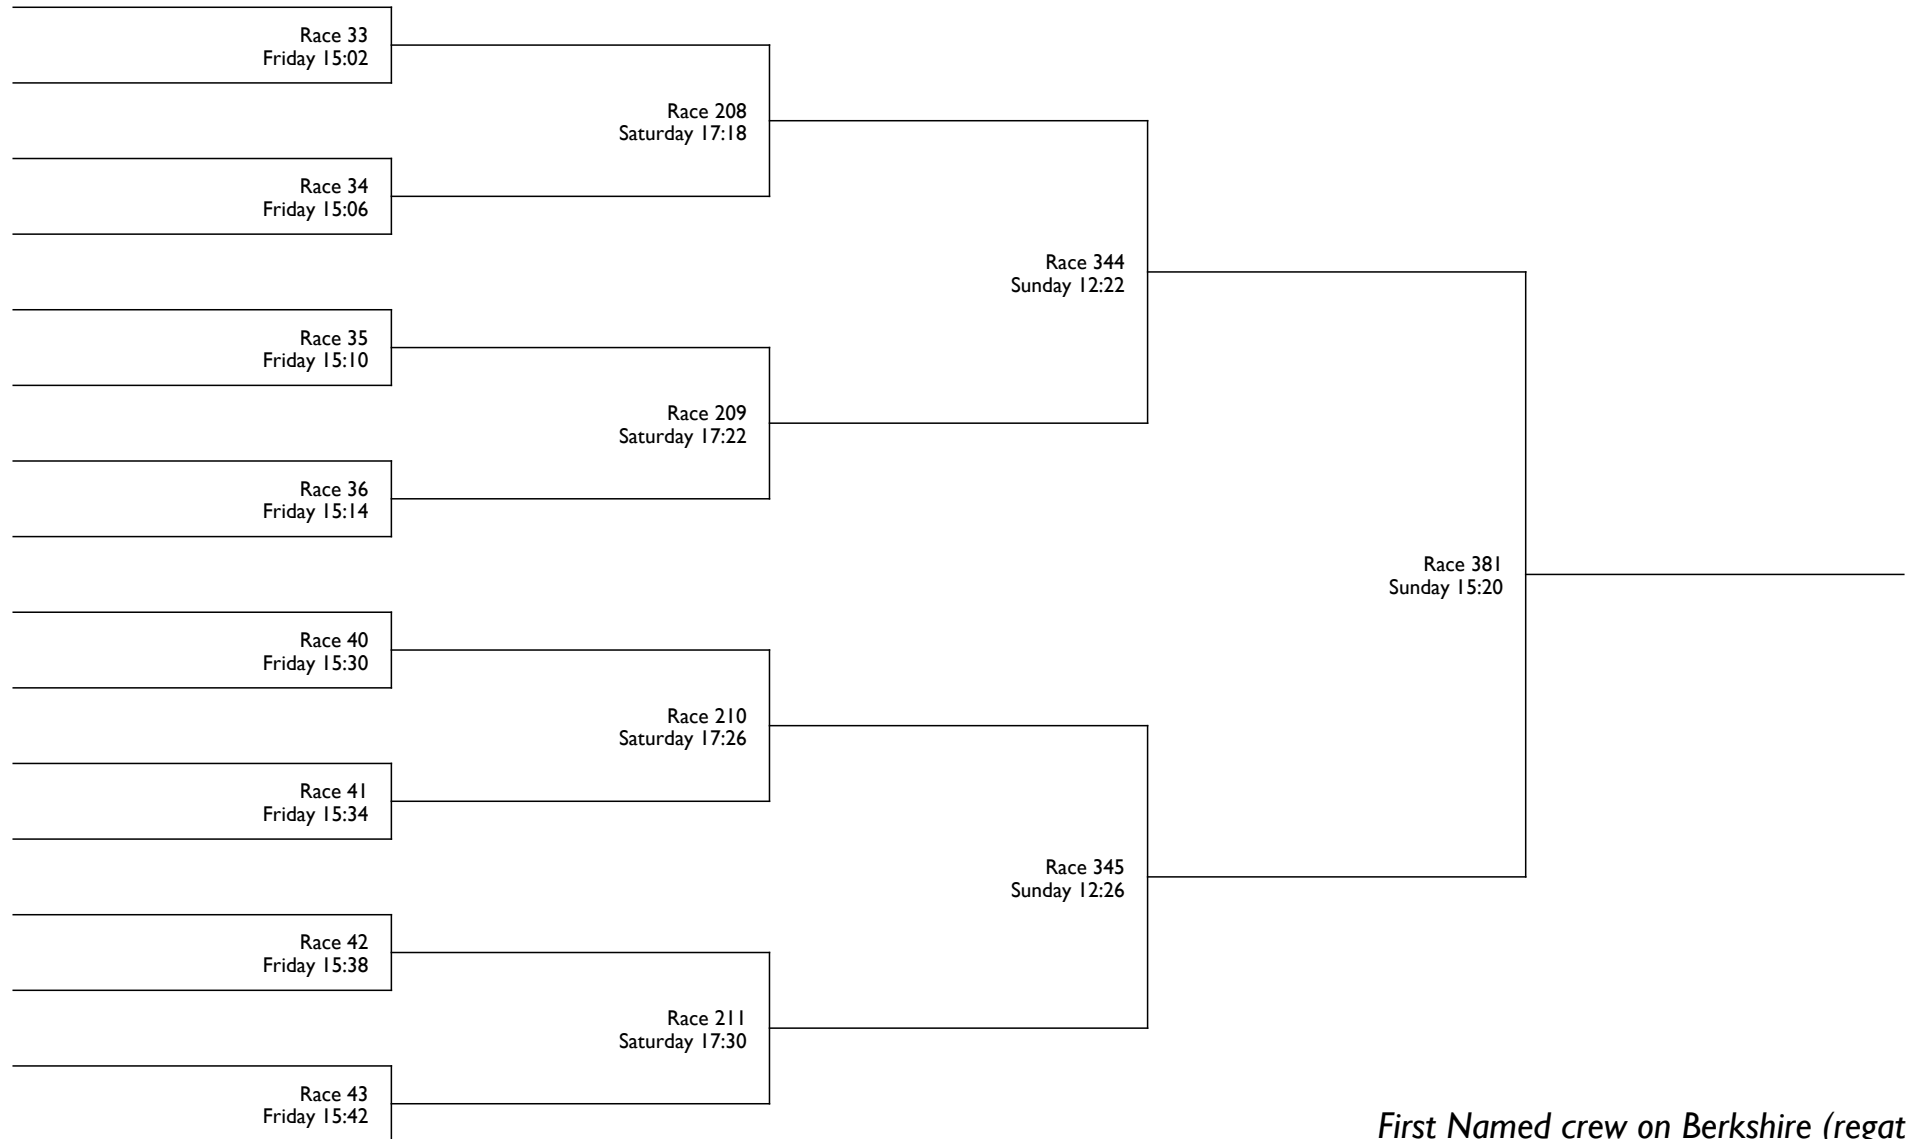 Race 33
Friday 15:02
Race 208
Saturday 17:18
Race 34
Friday 15:06
Race 344
Sunday 12:22
Race 35
Friday 15:10
Race 209
Saturday 17:22
Race 36
Friday 15:14
Race 381
Sunday 15:20
Race 40
Friday 15:30
Race 210
Saturday 17:26
Race 41
Friday 15:34
Race 345
Sunday 12:26
Race 42
Friday 15:38
Race 211
Saturday 17:30
Race 43
Friday 15:42
First Named crew on Berkshire (regat